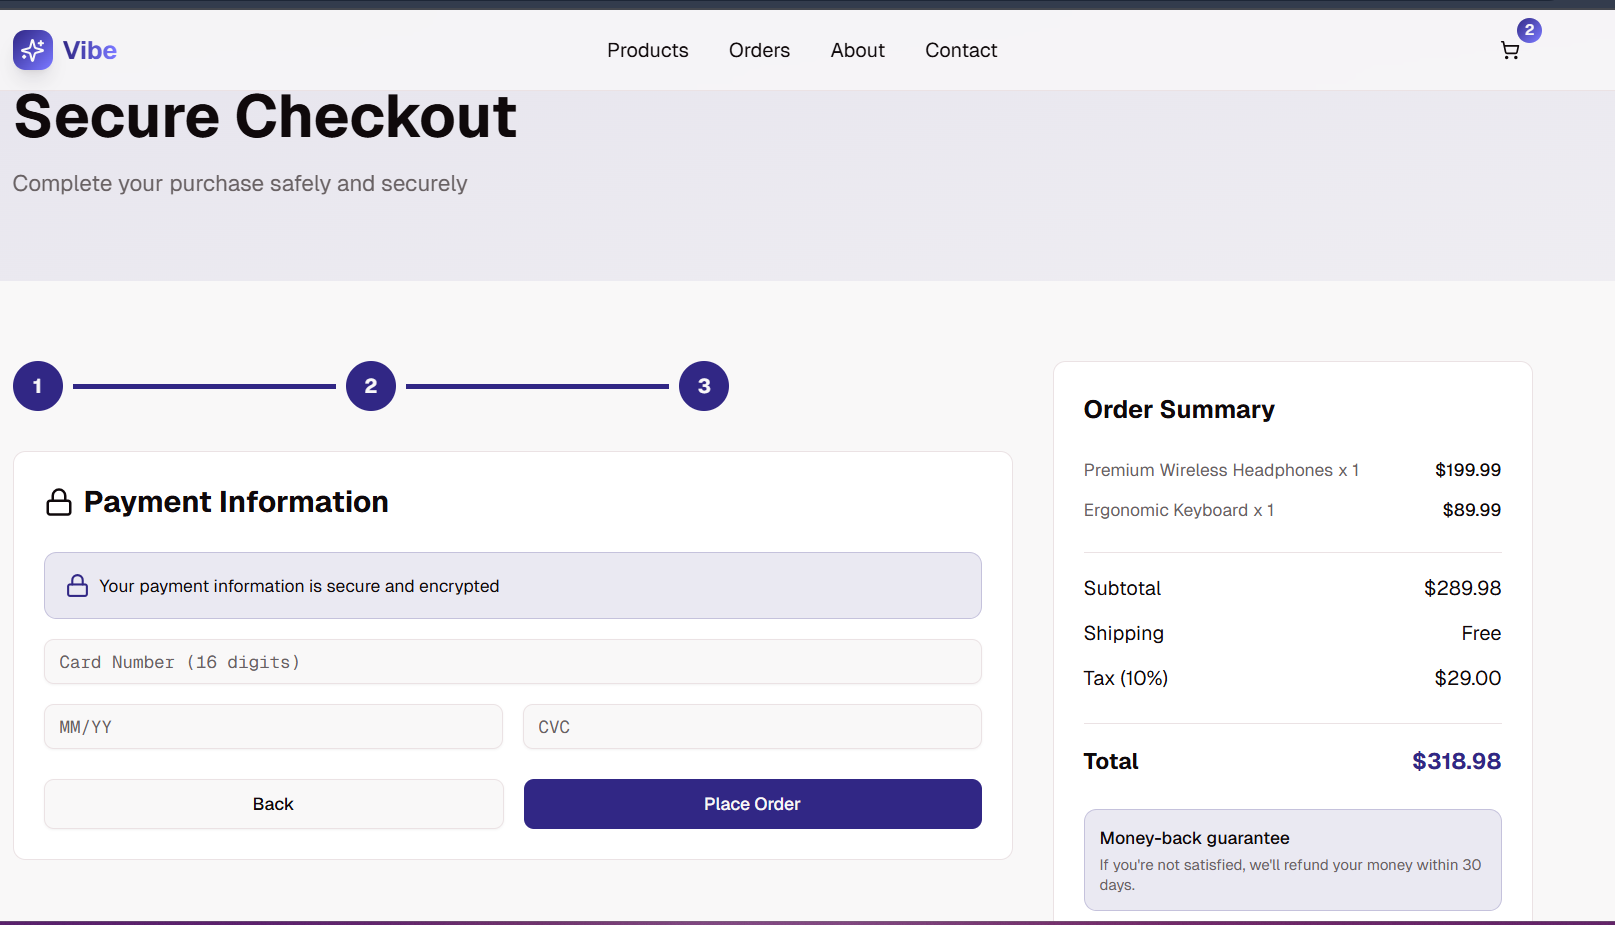 Vibe
Products Orders About Contact
2
Secure Checkout
Complete your purchase safely and securely
1 2 3
Payment Information
Your payment information is secure and encrypted
Card Number (16 digits)
MM/YY CVC
Back Place Order
Order Summary
Premium Wireless Headphones x 1 $199.99
Ergonomic Keyboard x 1 $89.99
Subtotal $289.98
Shipping Free
Tax (10%) $29.00
Total $318.98
Money-back guarantee
If you're not satisfied, we'll refund your money within 30
days.